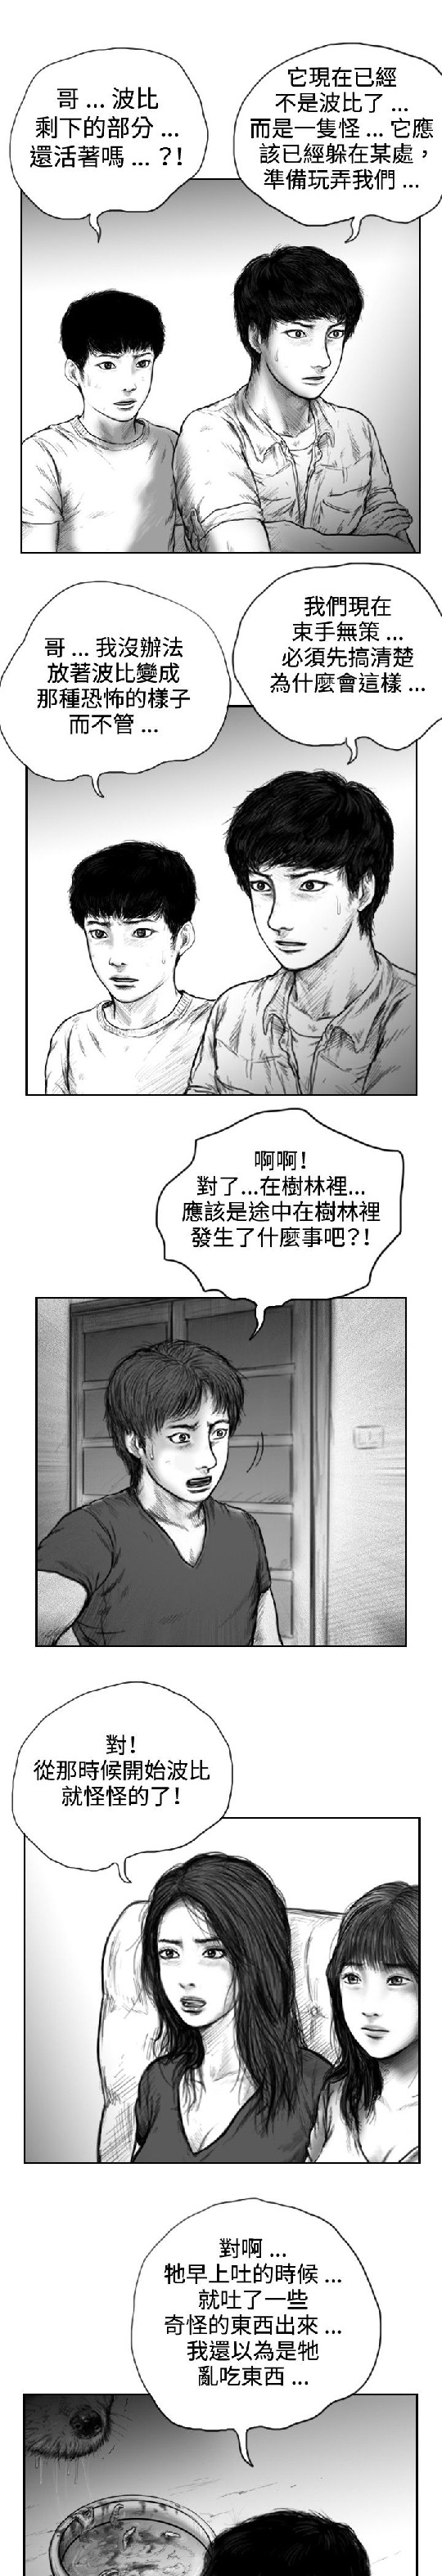 哥 ... 波比
剩下的部分 ...
還活著嗎 ... ?!
它現在已經
不是波比了 ...
而是一隻怪 ... 它應
該已經躲在某處，
準備玩弄我們 ...
哥 ... 我沒辦法
放著波比變成
那種恐怖的樣子
而不管 ...
我們現在
束手無策 ...
必須先搞清楚
為什麼會這樣 ...
啊啊!
對了...在樹林裡...
應該是途中在樹林裡
發生了什麼事吧?!
對!
從那時候開始波比
就怪怪的了!
對啊 ...
牠早上吐的時候 ...
就吐了一些
奇怪的東西出來 ...
我還以為是牠
亂吃東西 ...